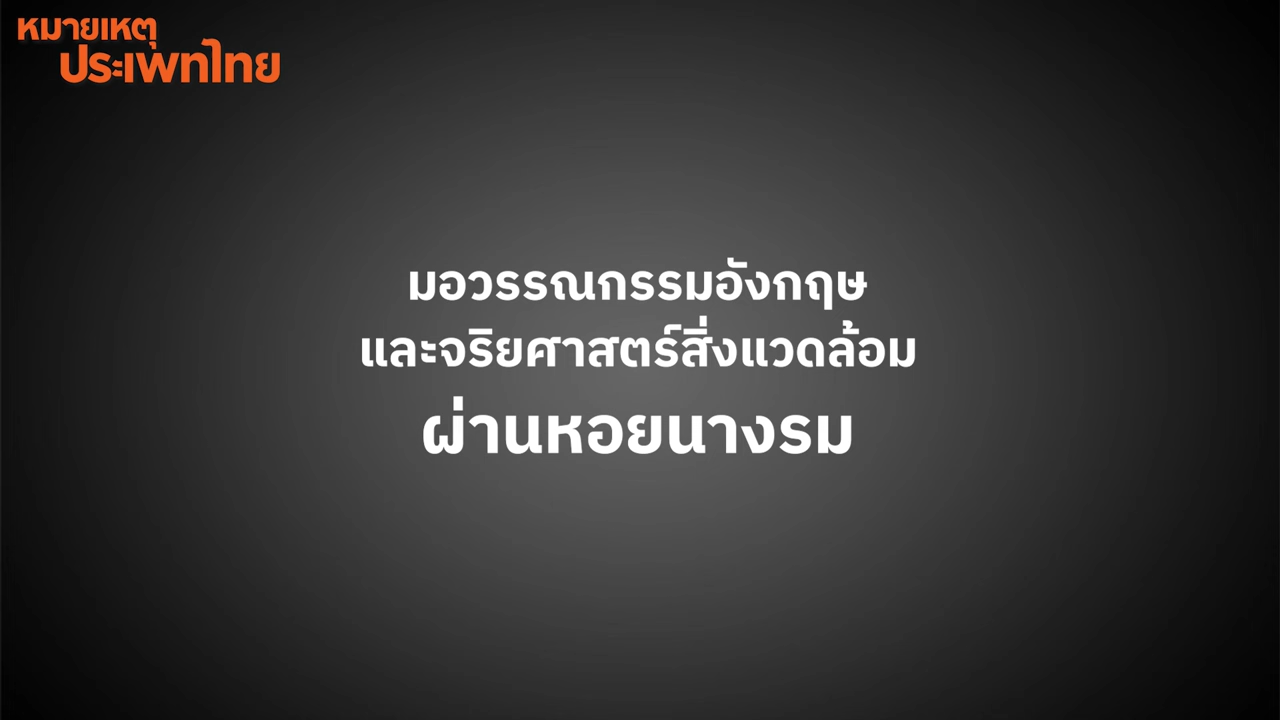 หมายเหตุ
ประเพทไทย
มอวรรณกรรมอังกฤษ
และจริยศาสตร์สิ่งแวดล้อม
ผ่านหอยนางรม